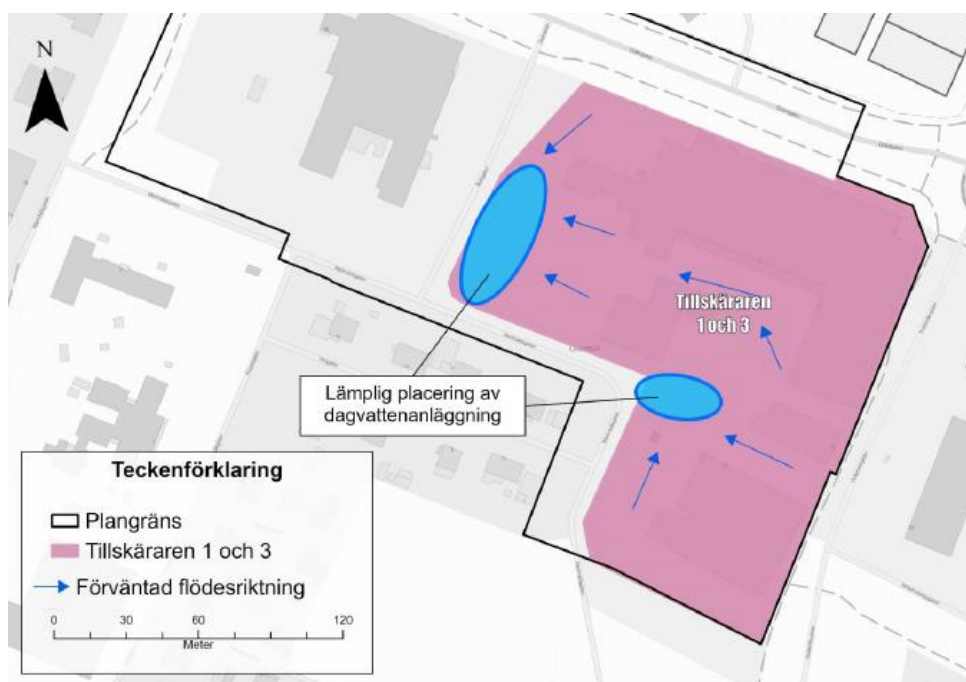 N
Tillskäraren
1 och 3
Lämplig placering av
dagvattenanläggning
Teckenförklaring
Plangräns
Tillskäraren 1 och 3
Förväntad flödesriktning
0 30 60 120
Meter